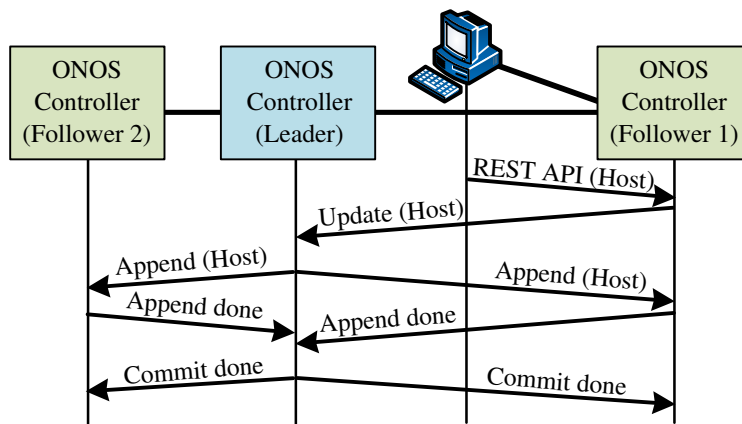 ONOS
Controller
(Follower 2)
ONOS
Controller
(Leader)
ONOS
Controller
(Follower 1)
REST API (Host)
Update (Host)
Append (Host)
Append (Host)
Append done
Append done
Commit done
Commit done